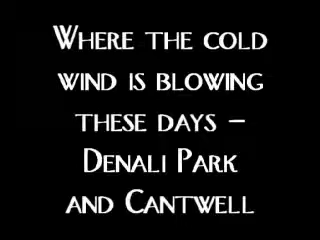 Where the cold
wind is blowing
these days –
Denali Park
and Cantwell